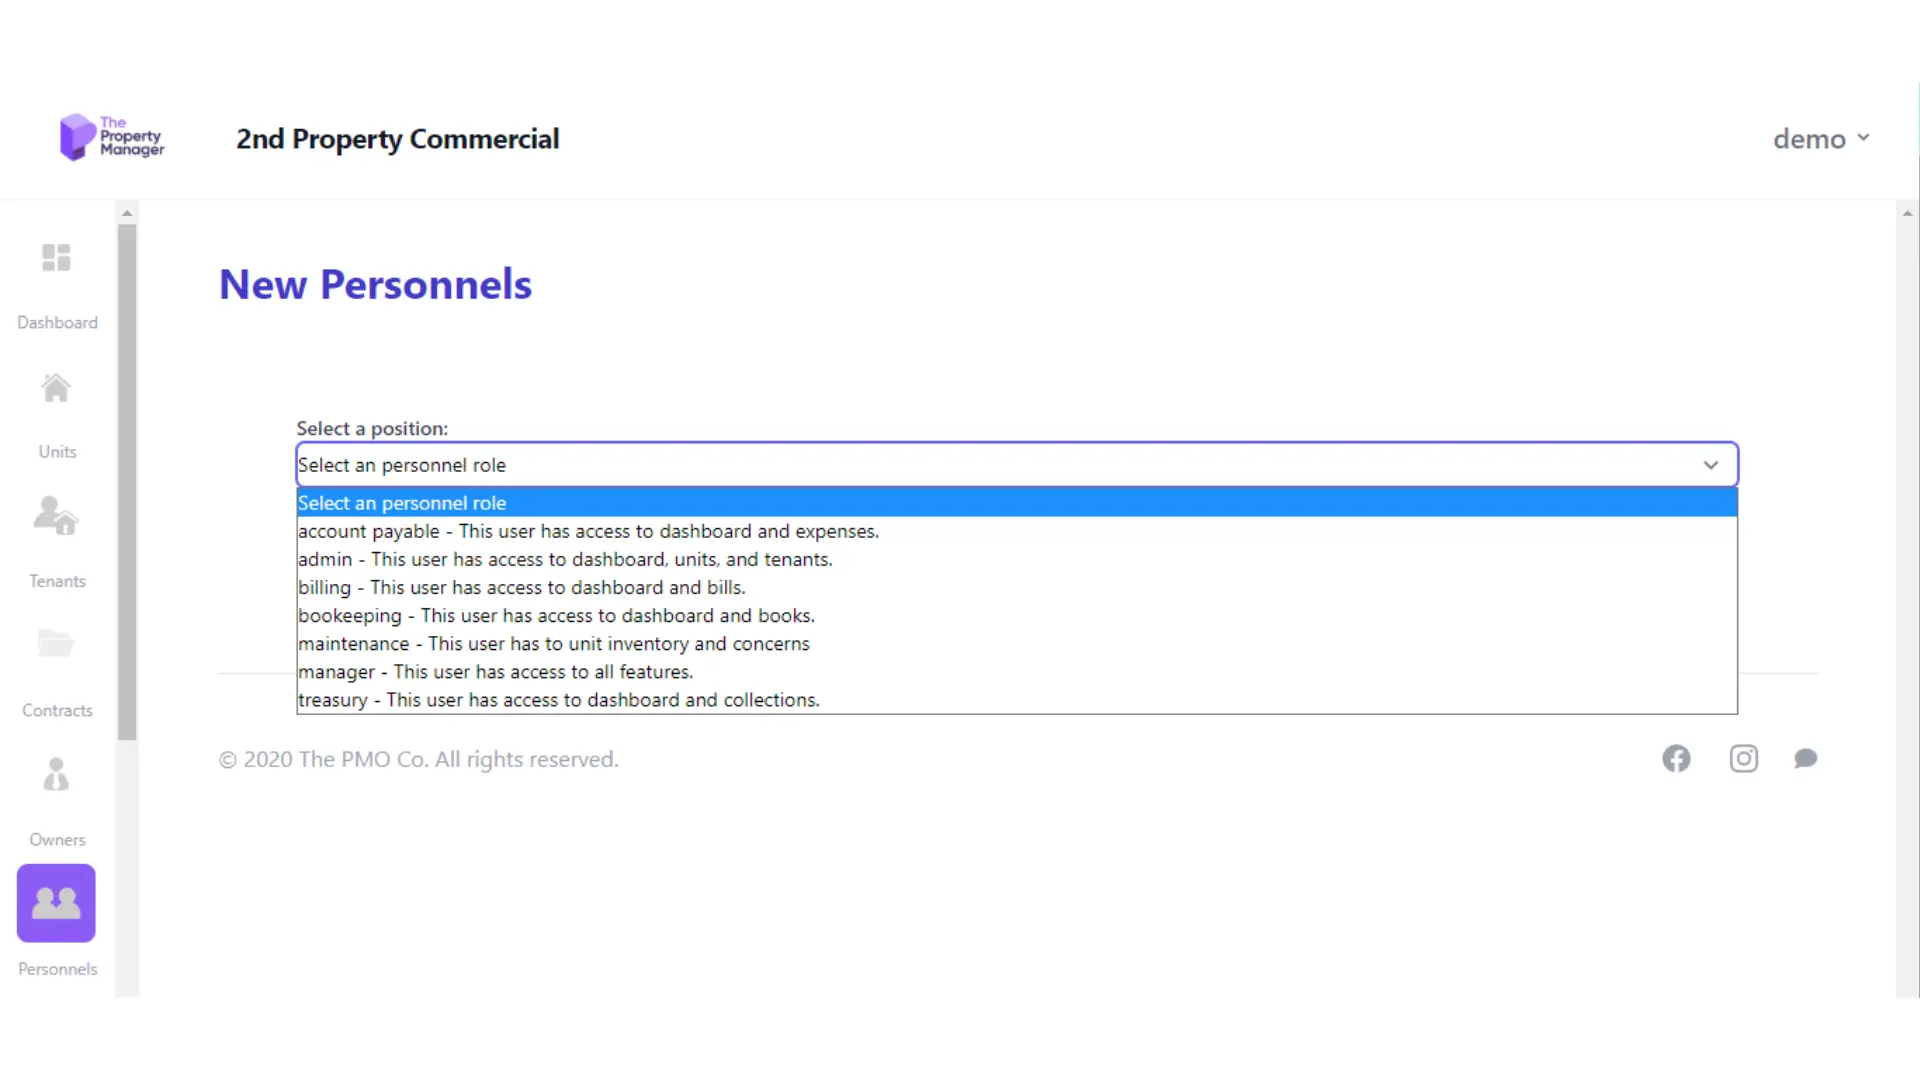 The
Property
Manager
2nd Property Commercial
demo
New Personnels
Dashboard
Units
Tenants
Contracts
Owners
Personnels
Select a position:
Select an personnel role
Select an personnel role
account payable - This user has access to dashboard and expenses.
admin - This user has access to dashboard, units, and tenants.
billing - This user has access to dashboard and bills.
bookeeping - This user has access to dashboard and books.
maintenance - This user has to unit inventory and concerns
manager - This user has access to all features.
treasury - This user has access to dashboard and collections.
© 2020 The PMO Co. All rights reserved.